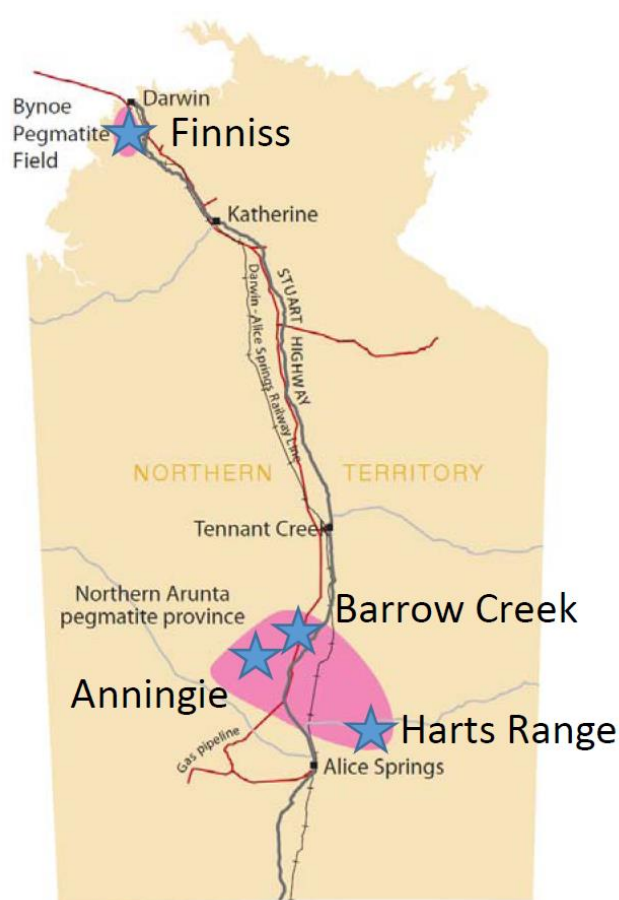 Darwin
Bynoe
Pegmatite
Field
Finniss
Katherine
STUART HIGHWAY
Darwin - Alice Springs Railway Line
NORTHERN TERRITORY
Tennant Creek
Northern Arunta
pegmatite province
Barrow Creek
Anningie
Harts Range
Gas pipeline
Alice Springs